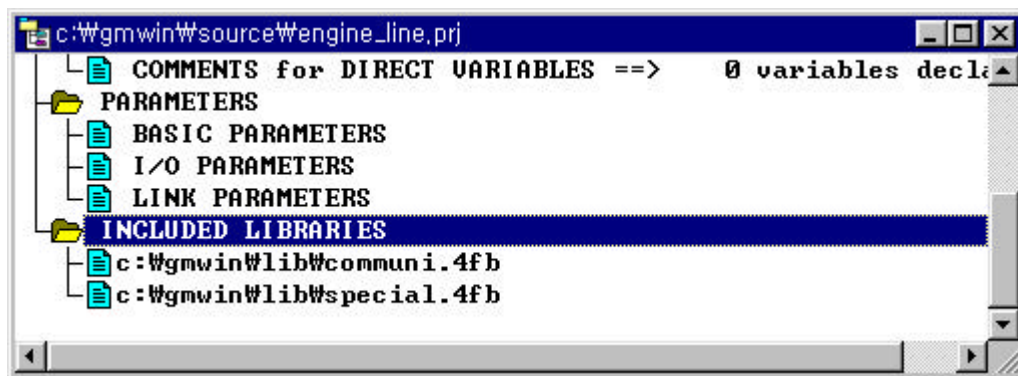 c:₩gmwin₩source₩engine_line,prj
COMMENTS for DIRECT VARIABLES ==> 0 variables decla
PARAMETERS
BASIC PARAMETERS
I/O PARAMETERS
LINK PARAMETERS
INCLUDED LIBRARIES
c:₩gmwin₩lib₩communi.4fb
c:₩gmwin₩lib₩special.4fb